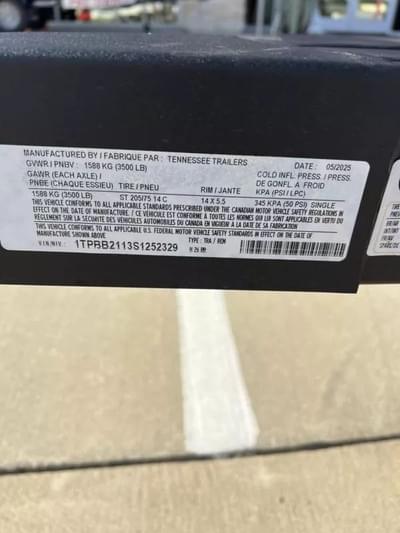 MANUFACTURED BY / FABRIQUE PAR : TENNESSEE TRAILERS
GVWR / PNBV : 1588 KG (3500 LB) DATE : 05/2025
GAWR (EACH AXLE) / COLD INFL. PRESS. / PRESS.
PNBE (CHAQUE ESSIEU) TIRE / PNEU RIM / JANTE DE GONFL. A FROID
KPA (PSI / LPC)
1588 KG (3500 LB) ST 205/75 14 C 14 X 5.5 345 KPA (50 PSI) SINGLE
THIS VEHICLE CONFORMS TO ALL APPLICABLE STANDARDS PRESCRIBED UNDER THE CANADIAN MOTOR VEHICLE SAFETY REGULATIONS IN
EFFECT ON THE DATE OF MANUFACTURE. / CE VEHICULE EST CONFORME A TOUTES LES NORMES QUI LUI SONT APPLICABLES EN VERTU DU
REGLEMENT SUR LA SECURITE DES VEHICULES AUTOMOBILES DU CANADA EN VIGUEUR A LA DATE DE SA FABRICATION
THIS VEHICLE CONFORMS TO ALL APPLICABLE U.S. FEDERAL MOTOR VEHICLE SAFETY STANDARDS IN EFFECT ON THE DATE OF
MANUFACTURE SHOWN ABOVE
V.I.N./N.I.V. : 1TPBB2113S1252329 TYPE : TRA / REM